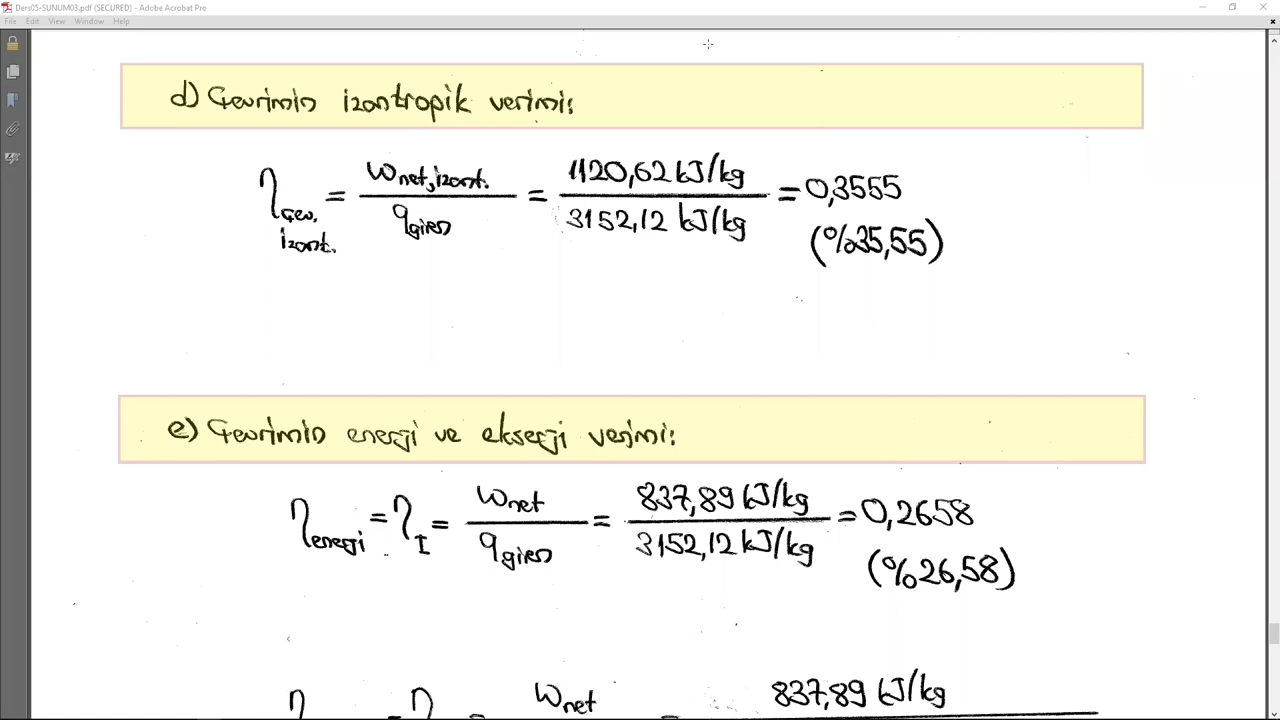 Ders05-SUNUM03.pdf (SECURED) - Adobe Acrobat Pro
File Edit View Window Help
d) Çevrimin izontropik verimi:
η çev. izont. = w net,izont. / q giren = 1120,62 kJ/kg / 3152,12 kJ/kg = 0,3555
(%35,55)
e) Çevrimin energi ve ekserji verimi:
η energi = η I = w net / q giren = 837,89 kJ/kg / 3152,12 kJ/kg = 0,2658
(%26,58)
η = η = w net = 837,89 kJ/kg